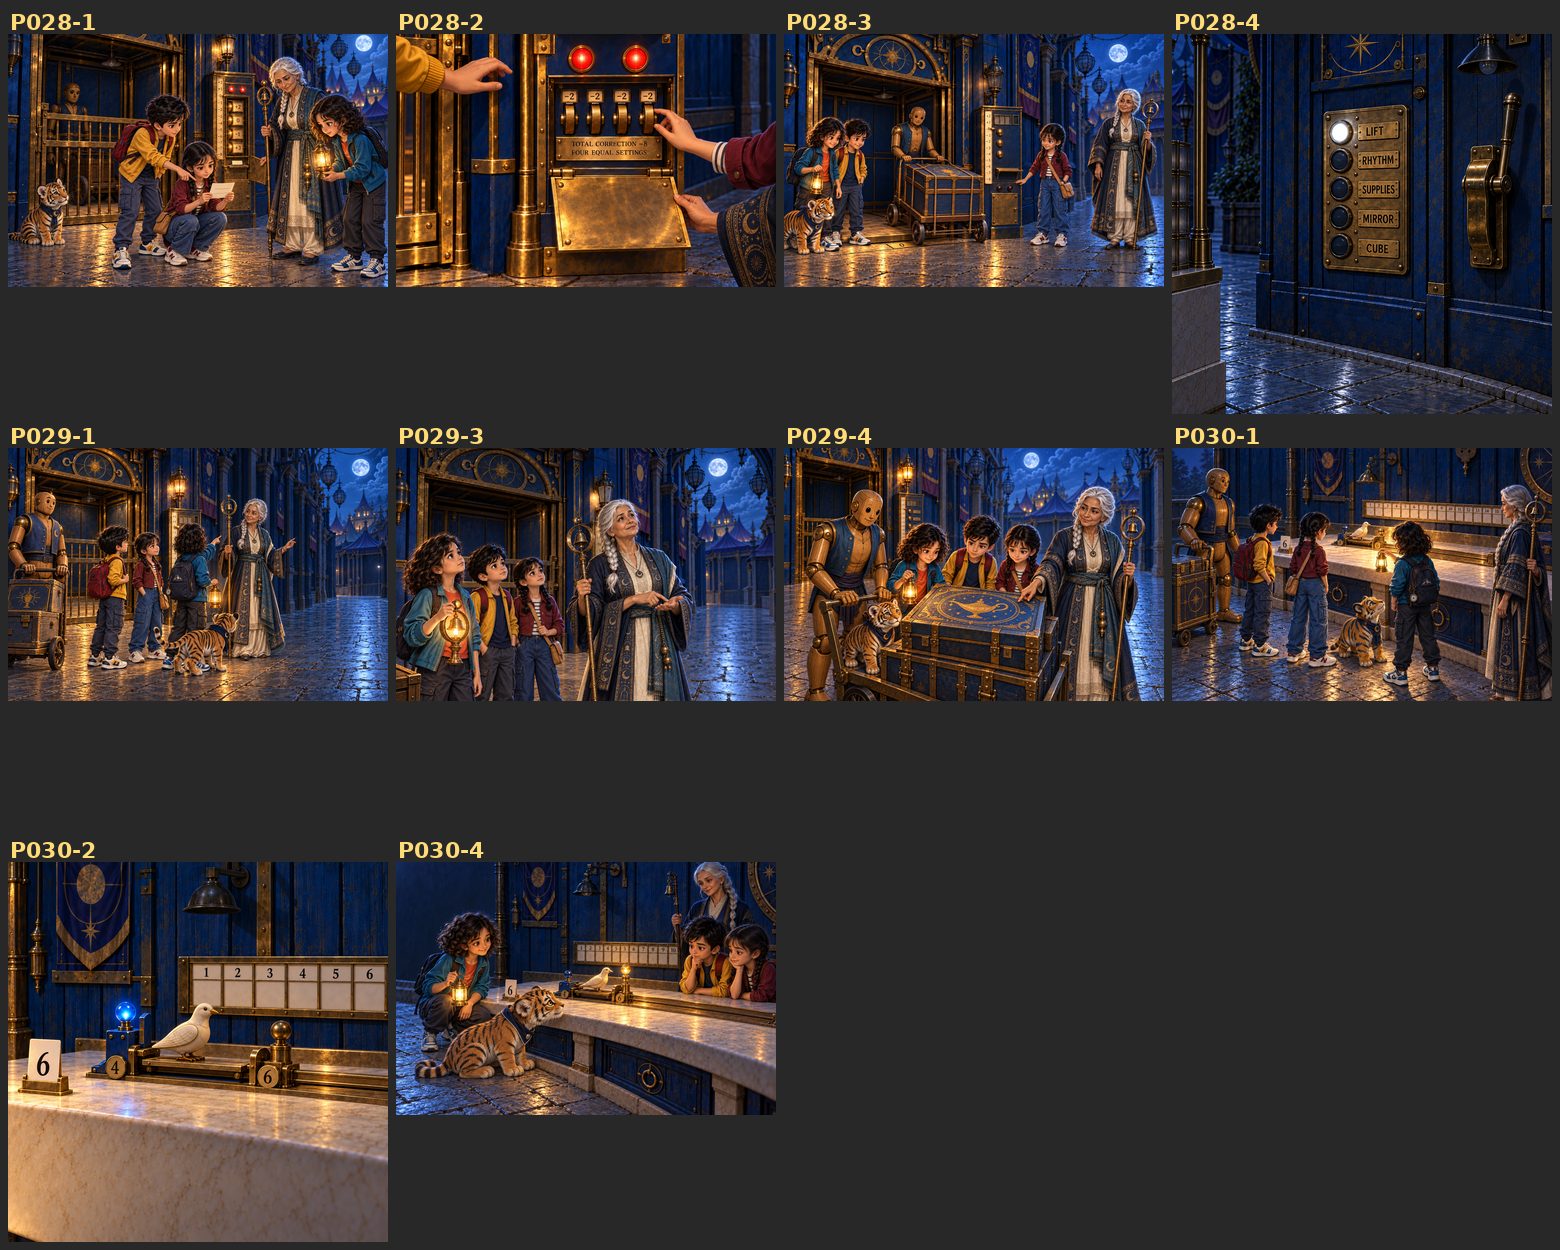 P028-1
P028-2
P028-3
P028-4
-2 -2 -2 -2
TOTAL CORRECTION -8
FOUR EQUAL SETTINGS
LIFT
RHYTHM
SUPPLIES
MIRROR
CUBE
P029-1
P029-3
P029-4
P030-1
6
P030-2
1 2 3 4 5 6
6
4
6
P030-4
6